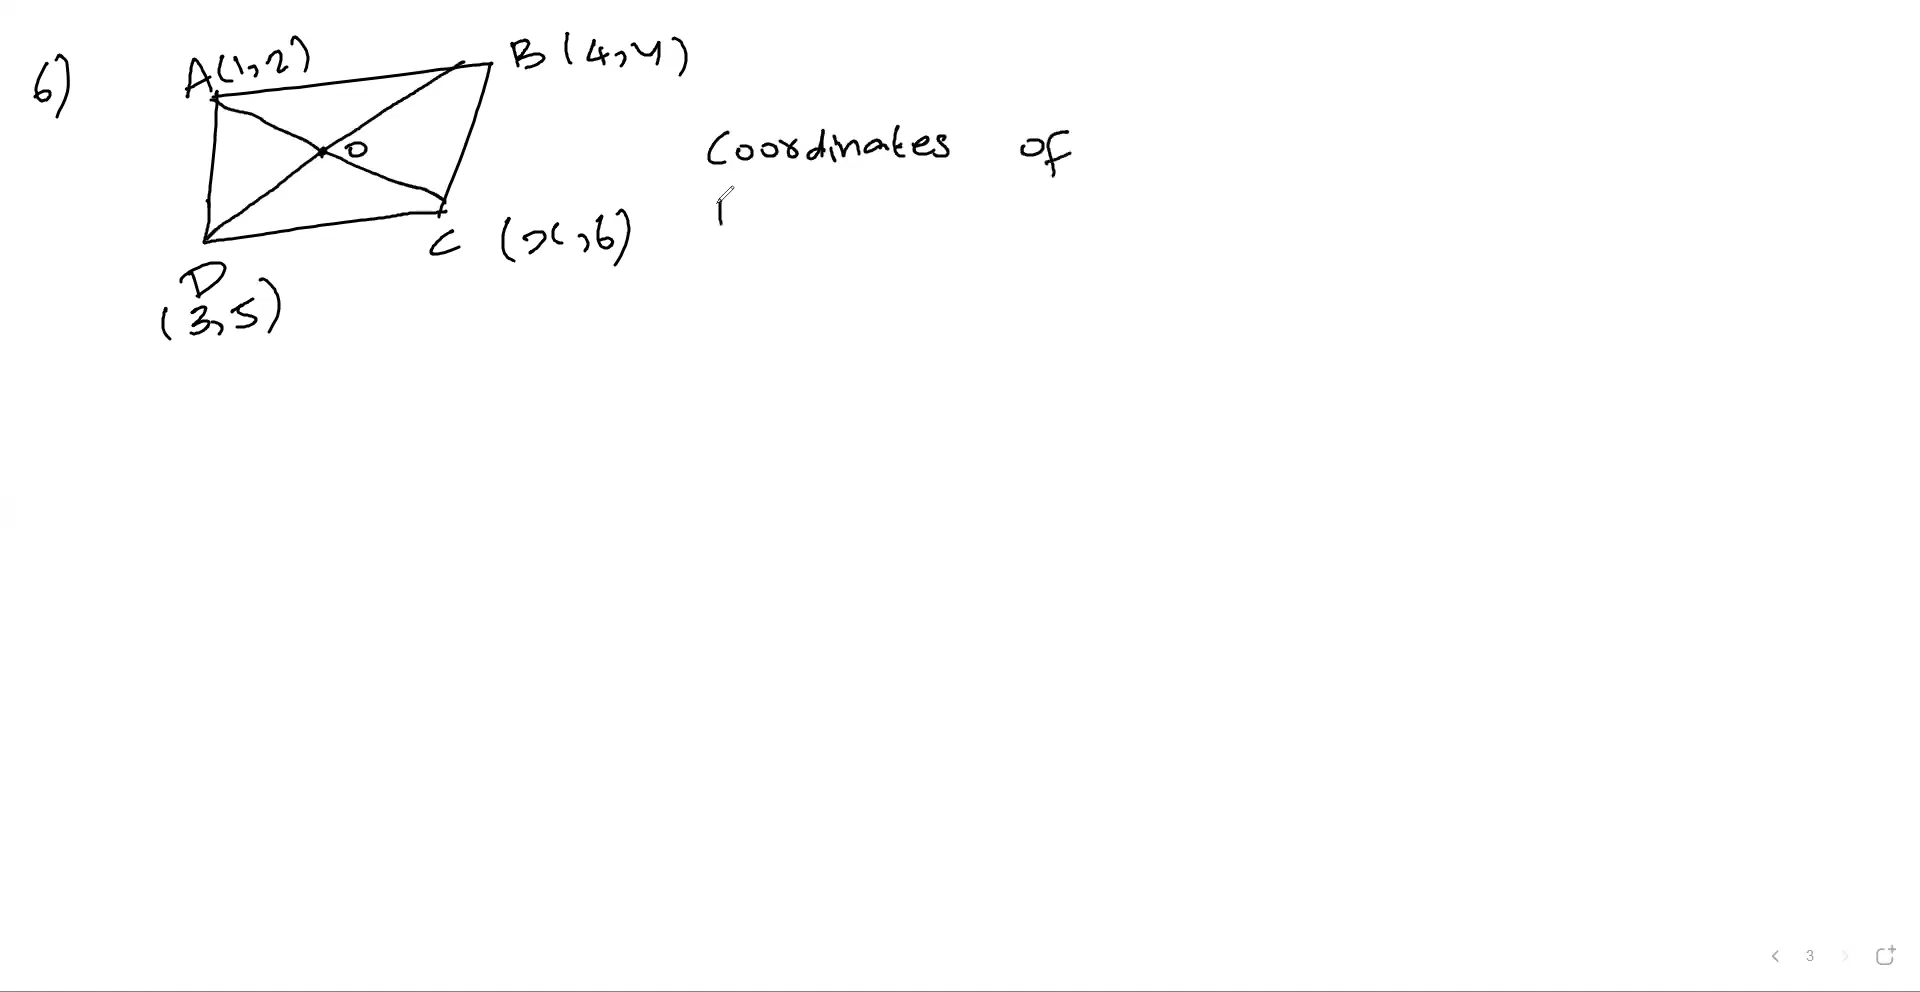 6)
A(1,2)
B(4,4)
O
Coordinates of
C (x,6)
D
(3,5)
3